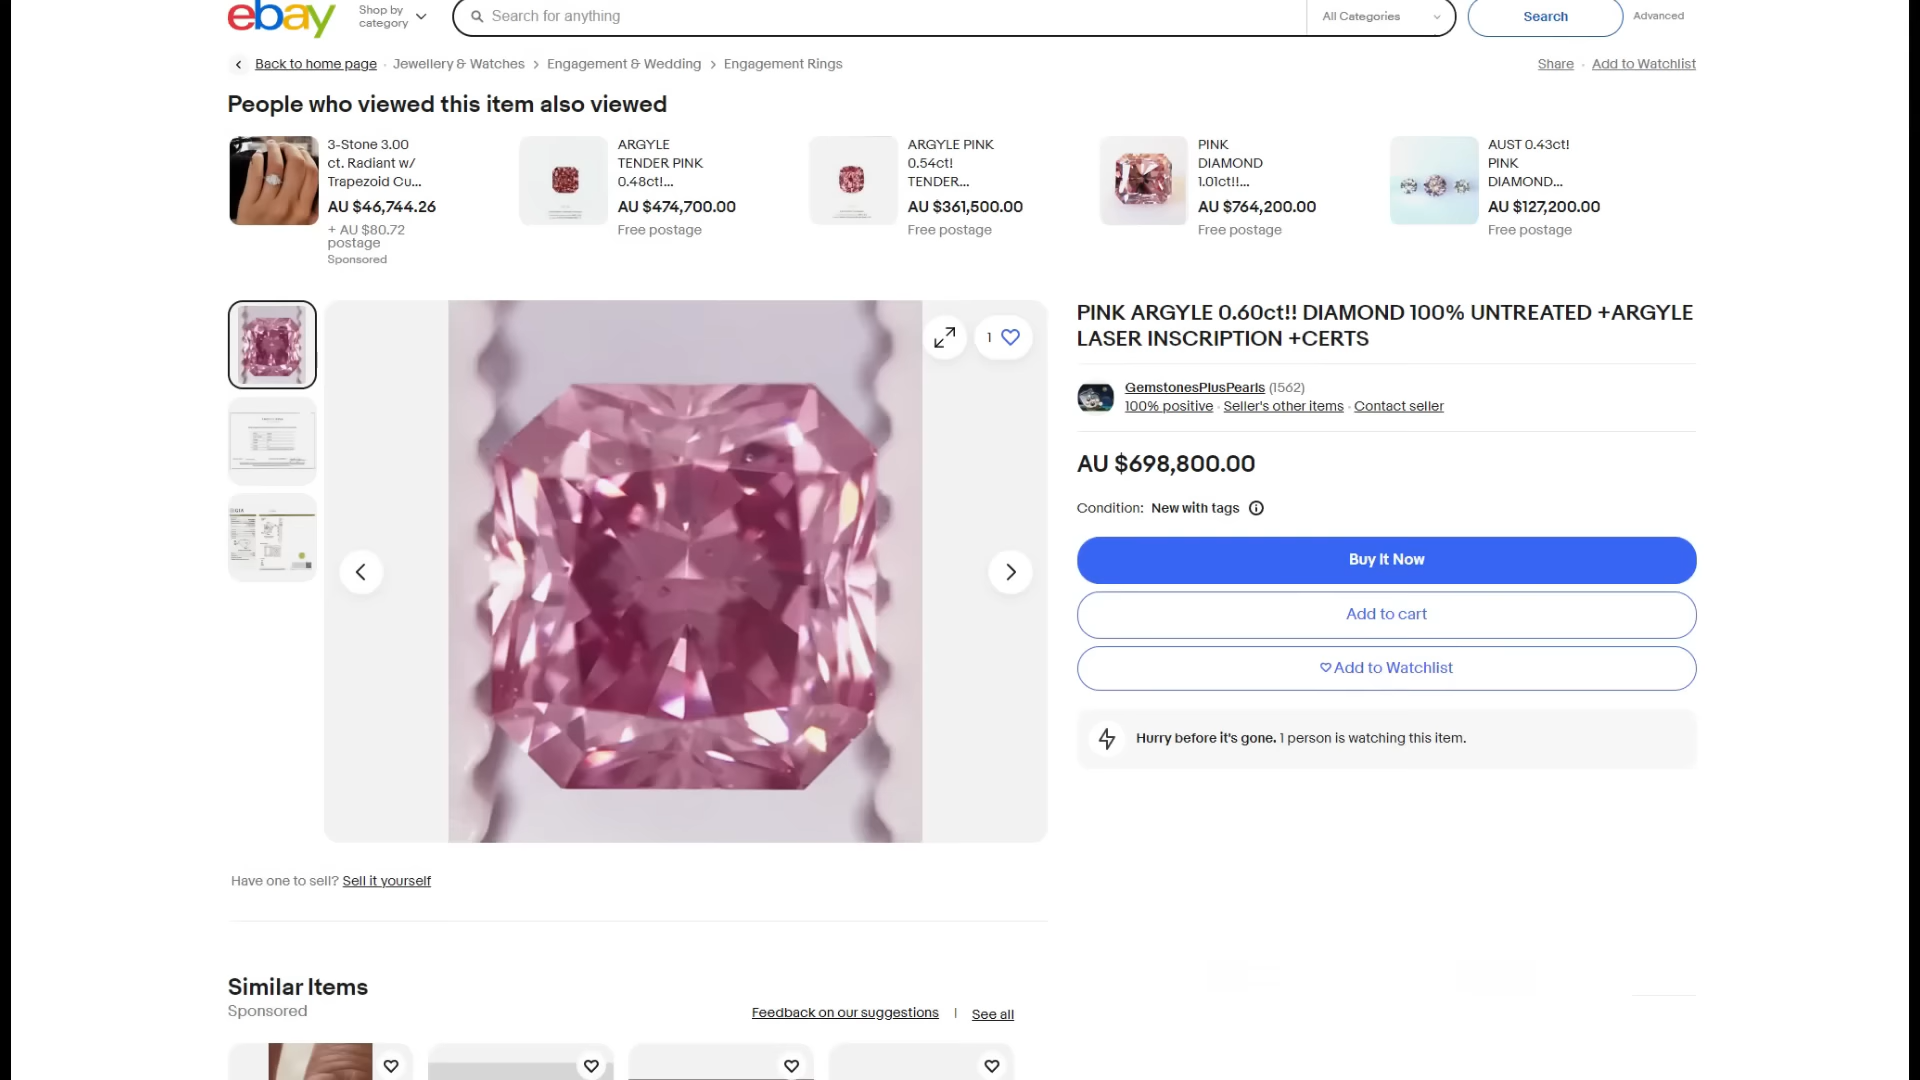 ebay
Shop by
category
Search for anything
All Categories
Search
Advanced
Back to home page · Jewellery & Watches > Engagement & Wedding > Engagement Rings
Share · Add to Watchlist
People who viewed this item also viewed
3-Stone 3.00
ct. Radiant w/
Trapezoid Cu...
AU $46,744.26
+ AU $80.72
postage
Sponsored
ARGYLE
TENDER PINK
0.48ct!...
AU $474,700.00
Free postage
ARGYLE PINK
0.54ct!
TENDER...
AU $361,500.00
Free postage
PINK
DIAMOND
1.01ct!!...
AU $764,200.00
Free postage
AUST 0.43ct!
PINK
DIAMOND...
AU $127,200.00
Free postage
1
PINK ARGYLE 0.60ct!! DIAMOND 100% UNTREATED +ARGYLE
LASER INSCRIPTION +CERTS
GemstonesPlusPearls (1562)
100% positive · Seller's other items · Contact seller
AU $698,800.00
Condition: New with tags
Buy It Now
Add to cart
Add to Watchlist
Hurry before it's gone. 1 person is watching this item.
Have one to sell? Sell it yourself
Similar Items
Sponsored
Feedback on our suggestions | See all